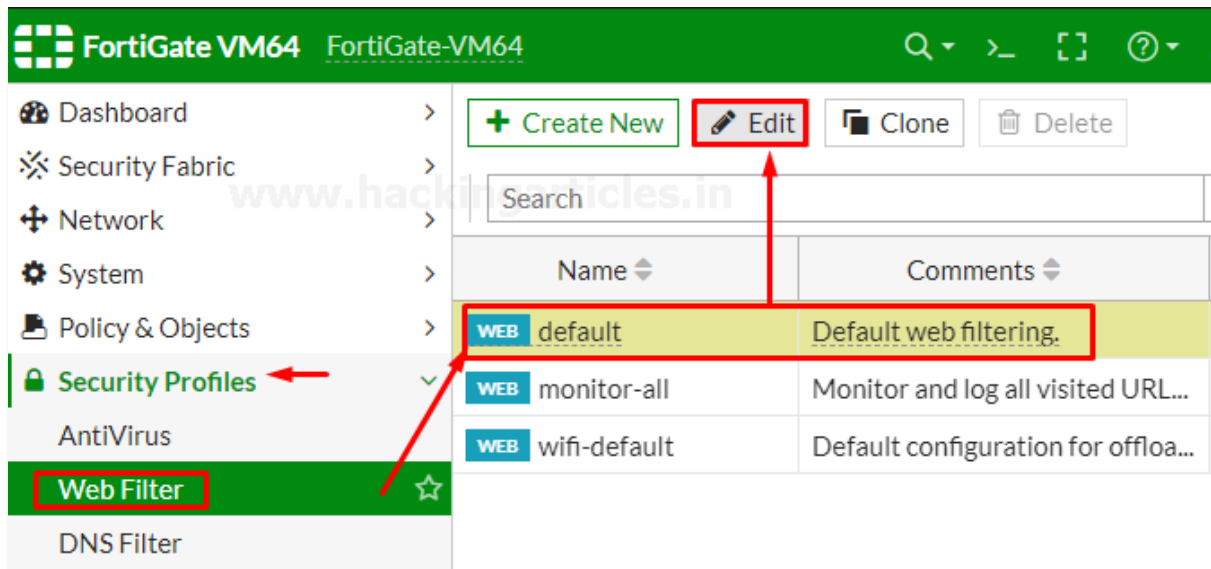 FortiGate VM64 FortiGate-VM64
Dashboard
Security Fabric
Network
System
Policy & Objects
Security Profiles
AntiVirus
Web Filter
DNS Filter
www.hackingarticles.in
Create New Edit Clone Delete
Search
Name Comments
WEB default Default web filtering.
WEB monitor-all Monitor and log all visited URL...
WEB wifi-default Default configuration for offloa...